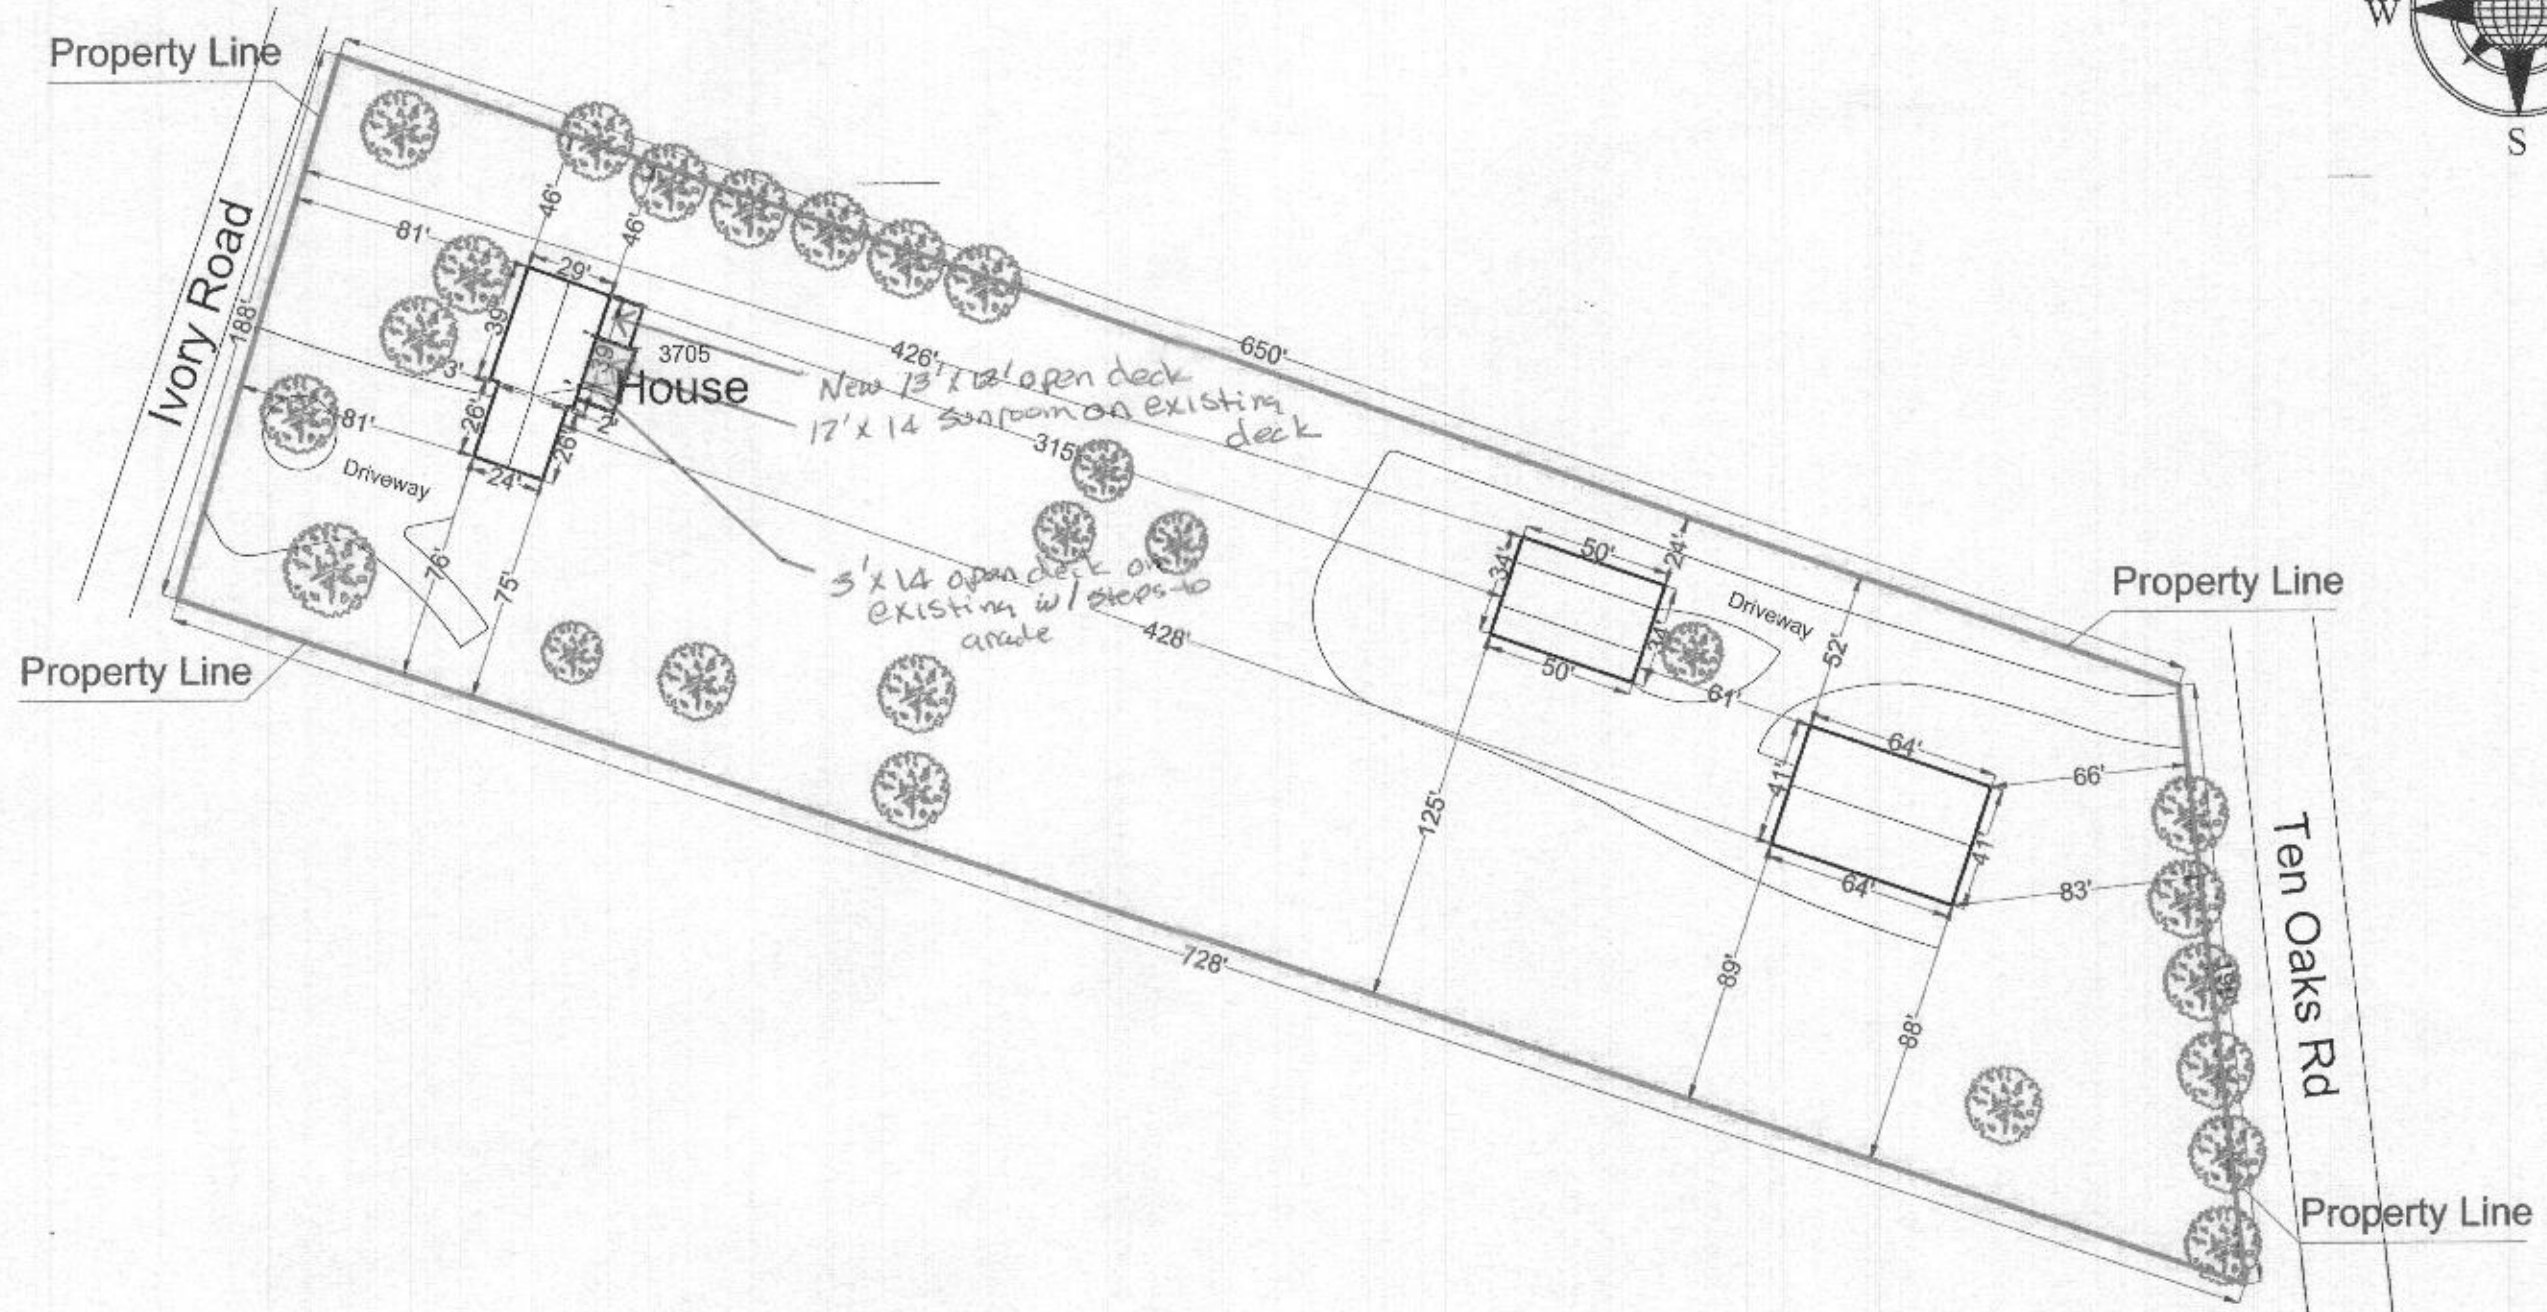 W
S
Property Line
Ivory Road
188'
81'
46'
46'
29'
39'
3705
House
3'
81'
26'
26'
24'
Driveway
76'
75'
650'
426'
New 13' x 12' open deck
17' x 14 sunroom on existing
deck
315'
3' x 14 open deck on
existing w/ steps to
grade
428'
Property Line
728'
34'
50'
24'
34'
50'
Driveway
52'
61'
125'
64'
41'
41'
64'
66'
83'
89'
88'
Property Line
Ten Oaks Rd
Property Line